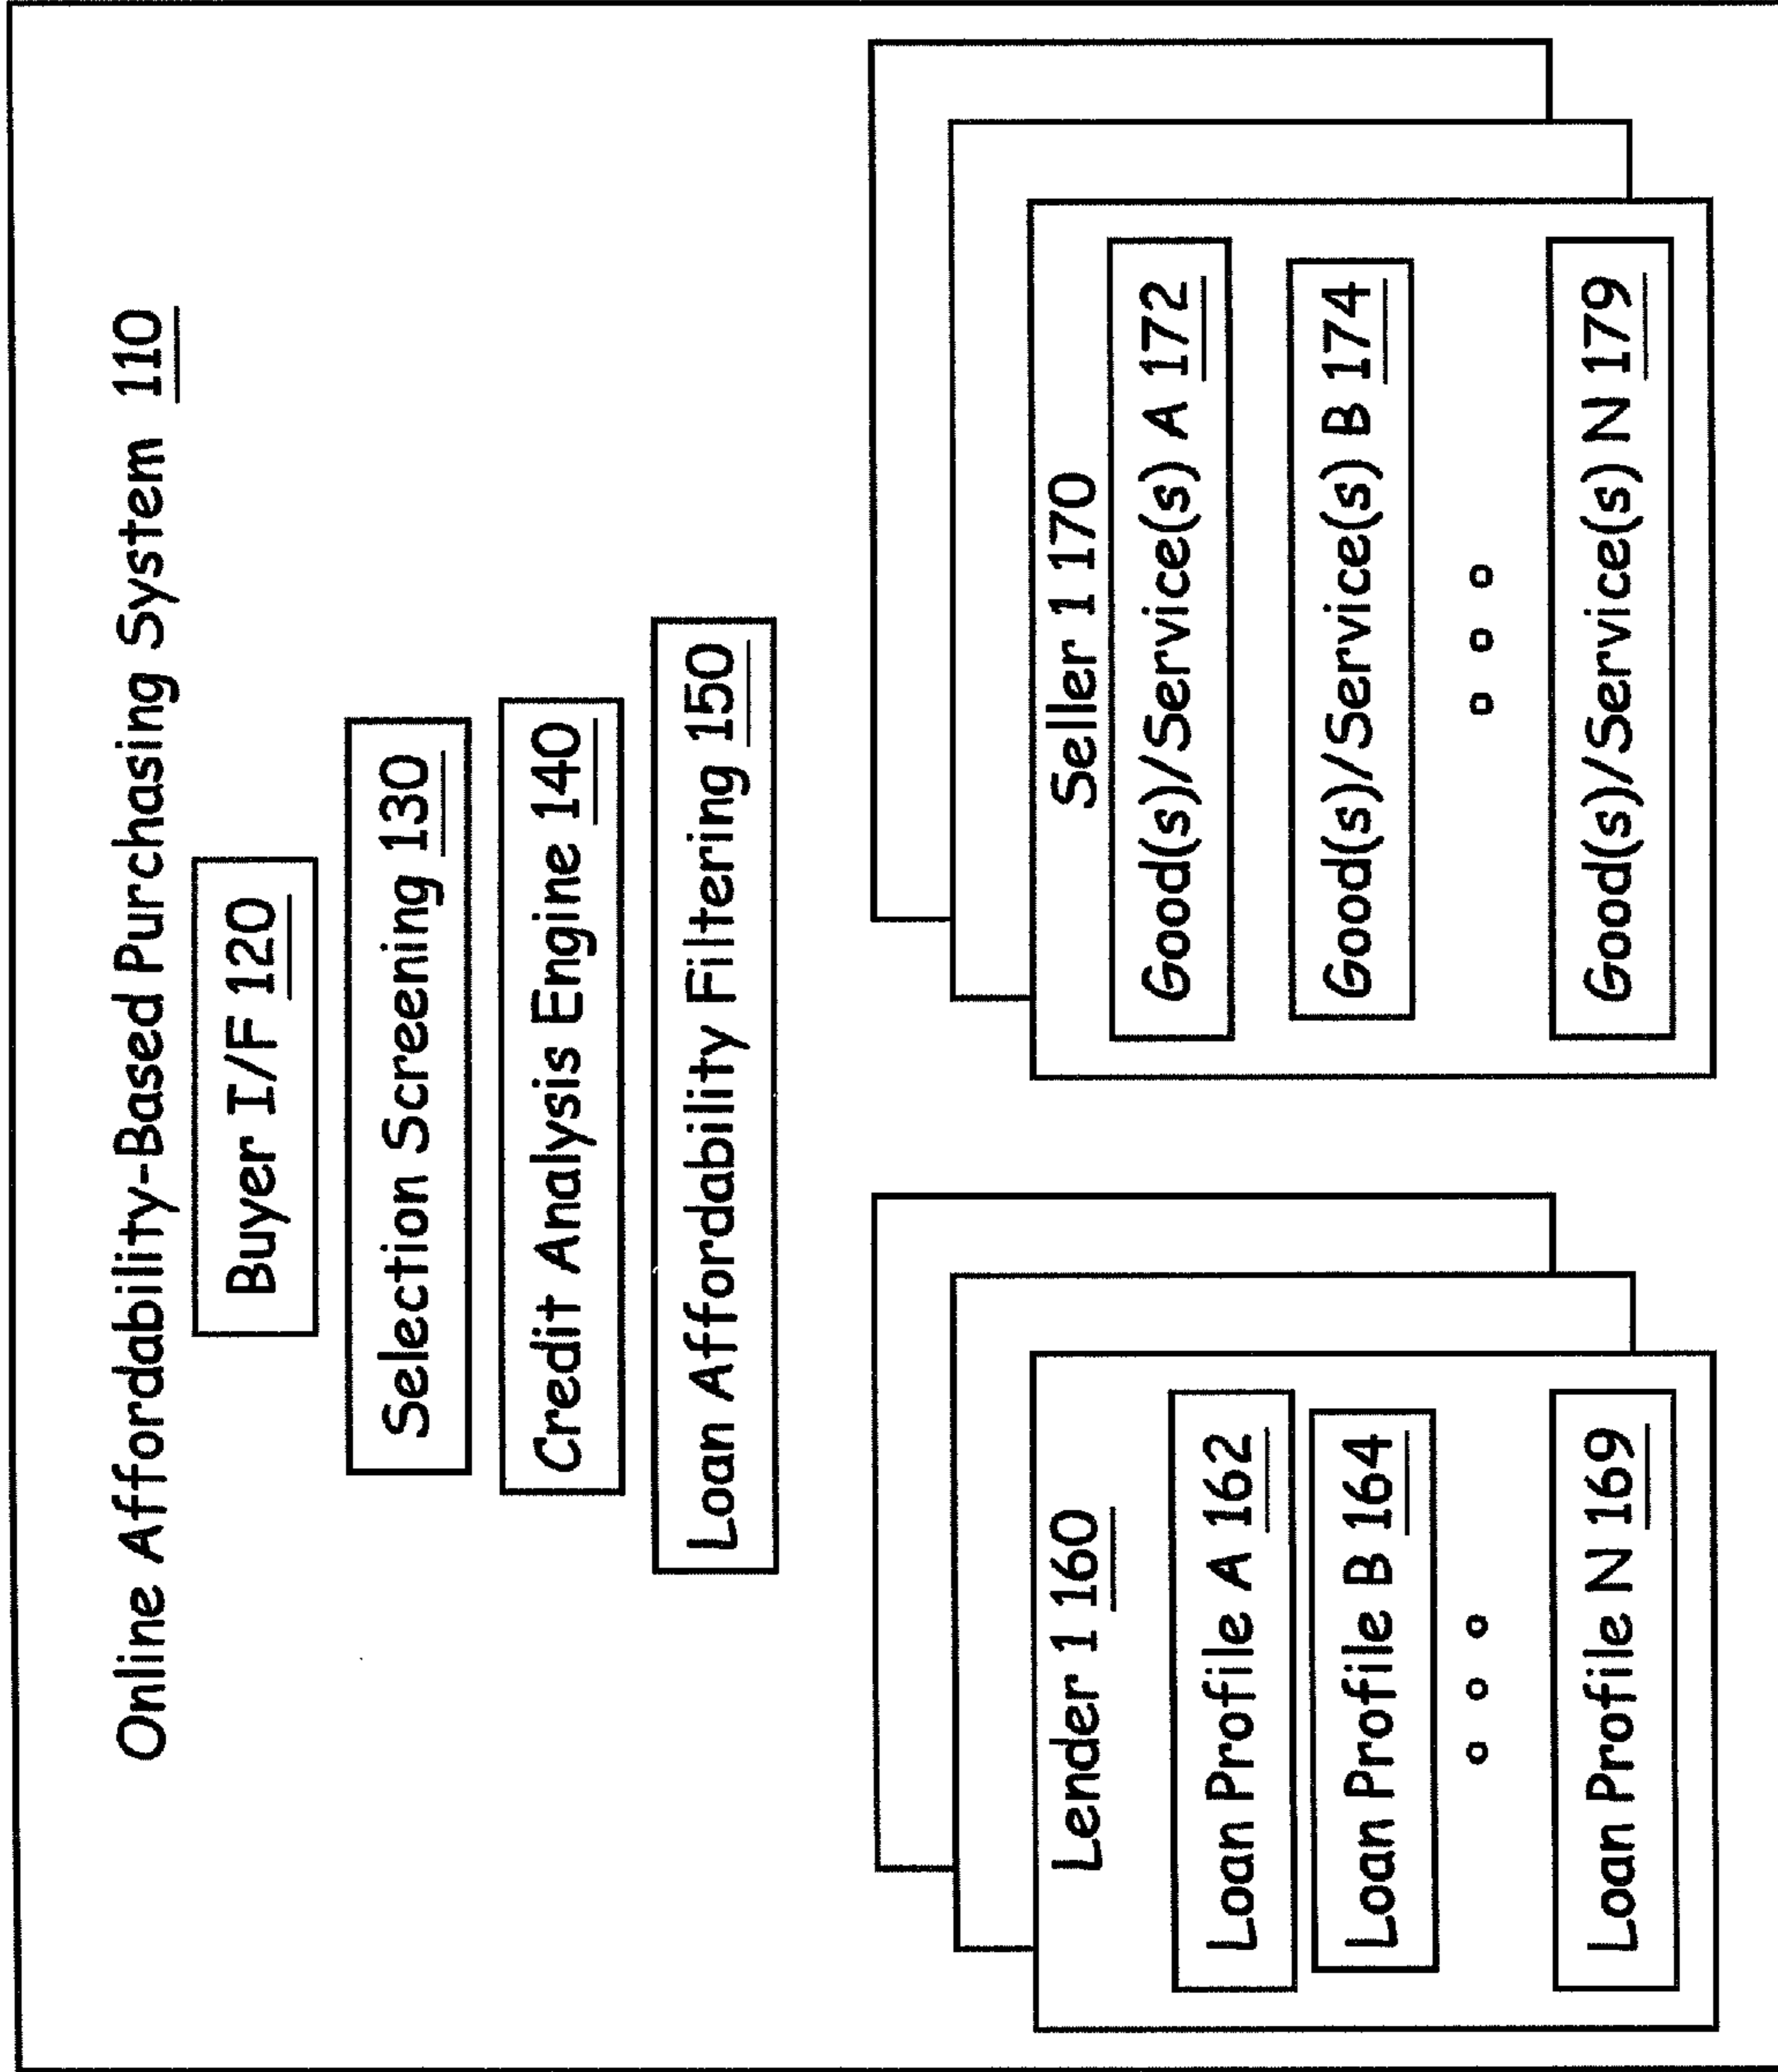 Online Affordability-Based Purchasing System 110
Buyer I/F 120
Selection Screening 130
Credit Analysis Engine 140
Loan Affordability Filtering 150
Lender 1 160
Loan Profile A 162
Loan Profile B 164
Loan Profile N 169
Seller 1 170
Good(s)/Service(s) A 172
Good(s)/Service(s) B 174
Good(s)/Service(s) N 179